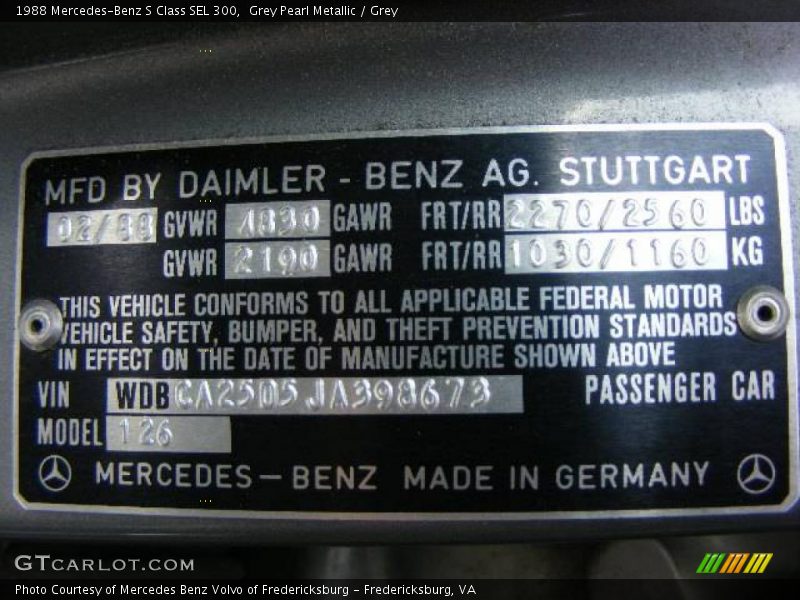 1988 Mercedes-Benz S Class SEL 300, Grey Pearl Metallic / Grey
MFD BY DAIMLER - BENZ AG. STUTTGART
02/88 GVWR 4830 GAWR FRT/RR 2270/2560 LBS
GVWR 2190 GAWR FRT/RR 1030/1160 KG
THIS VEHICLE CONFORMS TO ALL APPLICABLE FEDERAL MOTOR
VEHICLE SAFETY, BUMPER, AND THEFT PREVENTION STANDARDS
IN EFFECT ON THE DATE OF MANUFACTURE SHOWN ABOVE
VIN WDBCA25D5JA398673 PASSENGER CAR
MODEL 126
MERCEDES - BENZ MADE IN GERMANY
GTCARLOT.COM
Photo Courtesy of Mercedes Benz Volvo of Fredericksburg - Fredericksburg, VA